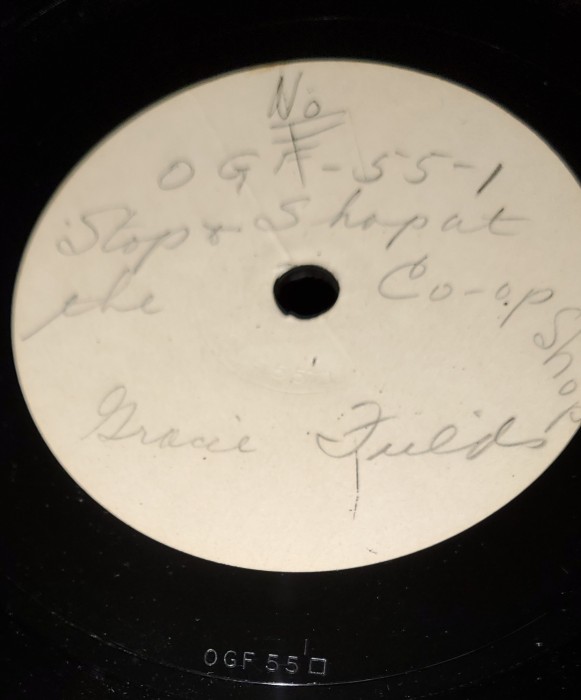 No
OGF-55-1
Stop & Shop at
the Co-op
Shop
Gracie Fields
OGF 55 □